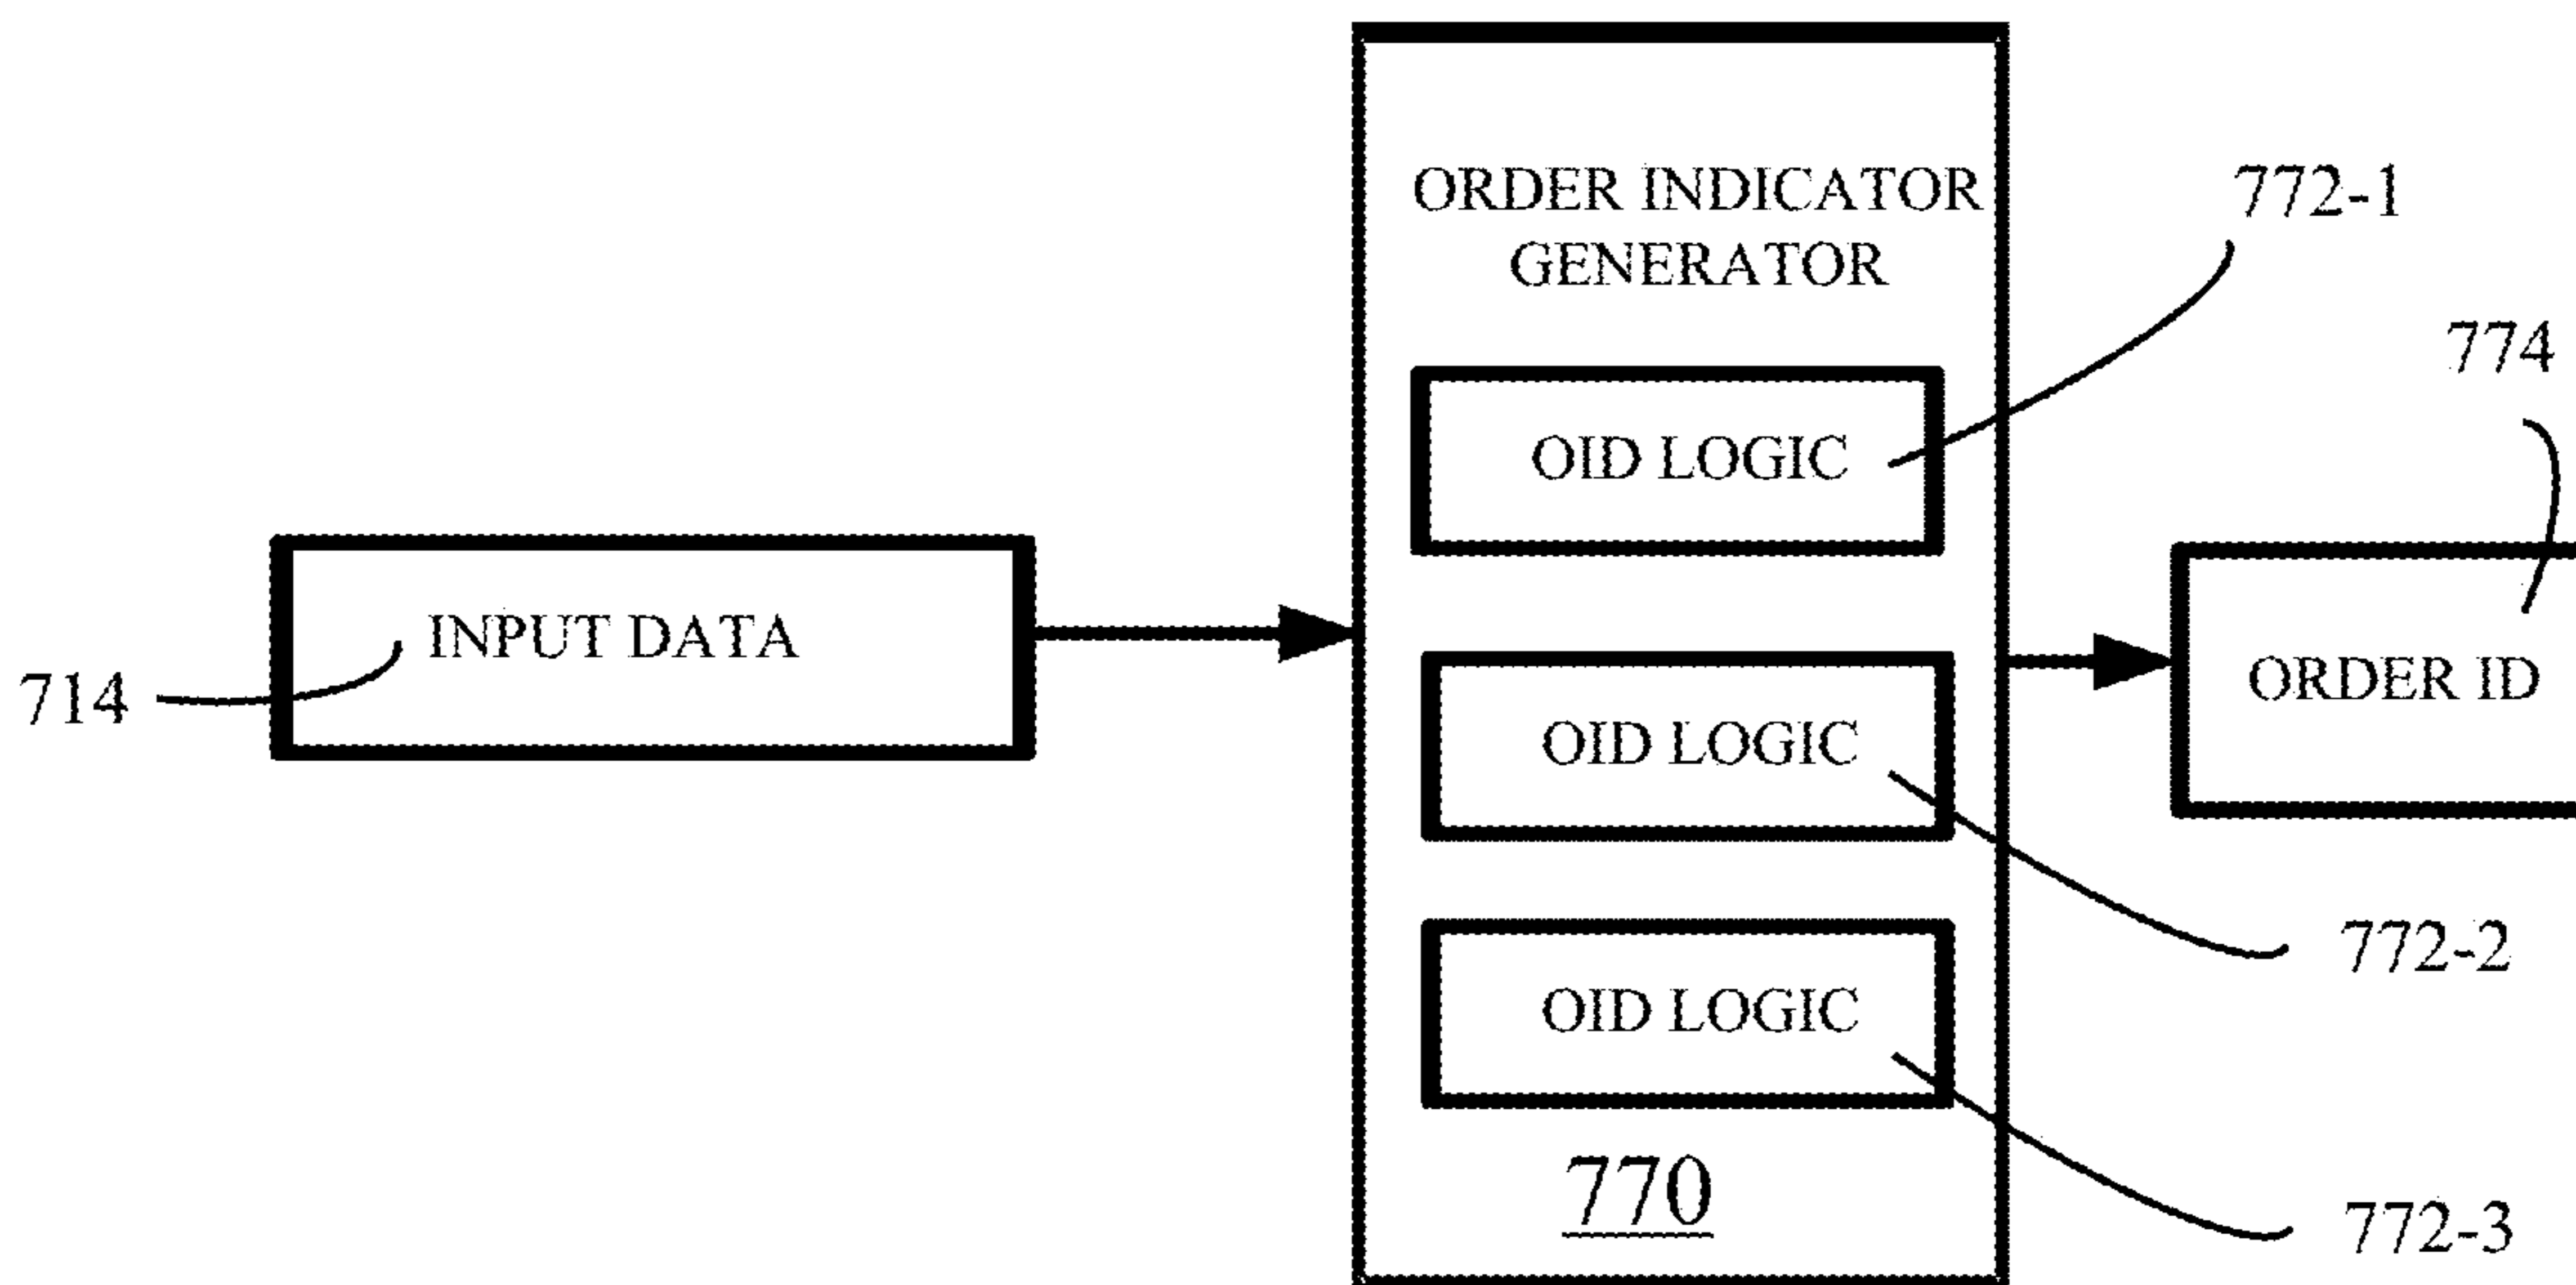 ORDER INDICATOR
GENERATOR
772-1
774
OID LOGIC
INPUT DATA
714
ORDER ID
OID LOGIC
772-2
OID LOGIC
770
772-3